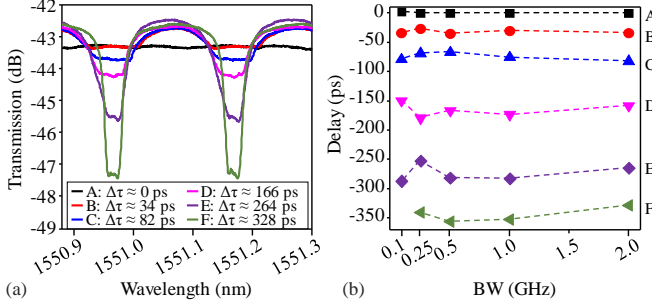 -42
-43
-44
-45
-46
-47
-48
-49
Transmission (dB)
A: Δτ ≈ 0 ps
B: Δτ ≈ 34 ps
C: Δτ ≈ 82 ps
D: Δτ ≈ 166 ps
E: Δτ ≈ 264 ps
F: Δτ ≈ 328 ps
1550.9
1551.0
1551.1
1551.2
1551.3
(a)
Wavelength (nm)
0
-50
-100
-150
-200
-250
-300
-350
Delay (ps)
A
B
C
D
E
F
0.1
0.25
0.5
1.0
2.0
(b)
BW (GHz)